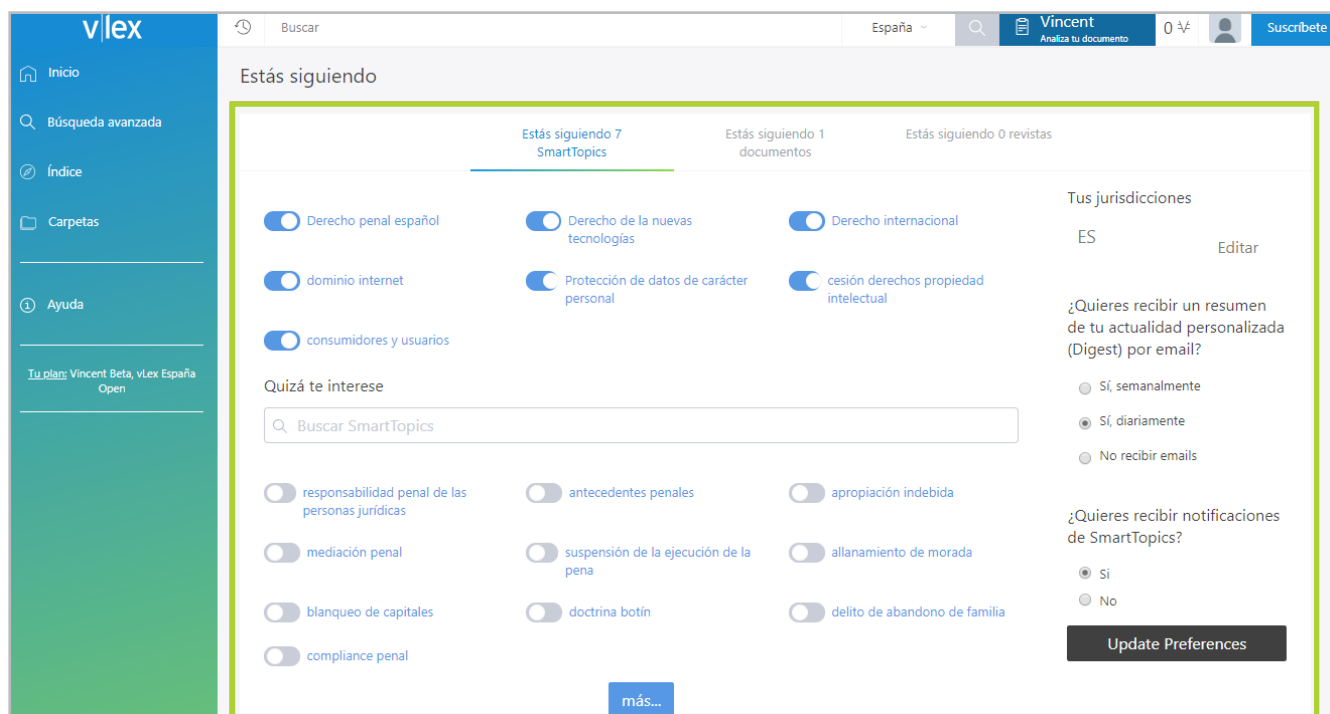 v|lex
Buscar
España
Vincent
Analiza tu documento
0
Suscríbete
Inicio
Búsqueda avanzada
Índice
Carpetas
Ayuda
Tu plan: Vincent Beta, vLex España
Open
Estás siguiendo
Estás siguiendo 7
SmartTopics
Estás siguiendo 1
documentos
Estás siguiendo 0 revistas
Derecho penal español
Derecho de la nuevas
tecnologías
Derecho internacional
dominio internet
Protección de datos de carácter
personal
cesión derechos propiedad
intelectual
consumidores y usuarios
Quizá te interese
Buscar SmartTopics
responsabilidad penal de las
personas jurídicas
antecedentes penales
apropiación indebida
mediación penal
suspensión de la ejecución de la
pena
allanamiento de morada
blanqueo de capitales
doctrina botín
delito de abandono de familia
compliance penal
más...
Tus jurisdicciones
ES
Editar
¿Quieres recibir un resumen
de tu actualidad personalizada
(Digest) por email?
Sí, semanalmente
Sí, diariamente
No recibir emails
¿Quieres recibir notificaciones
de SmartTopics?
Si
No
Update Preferences